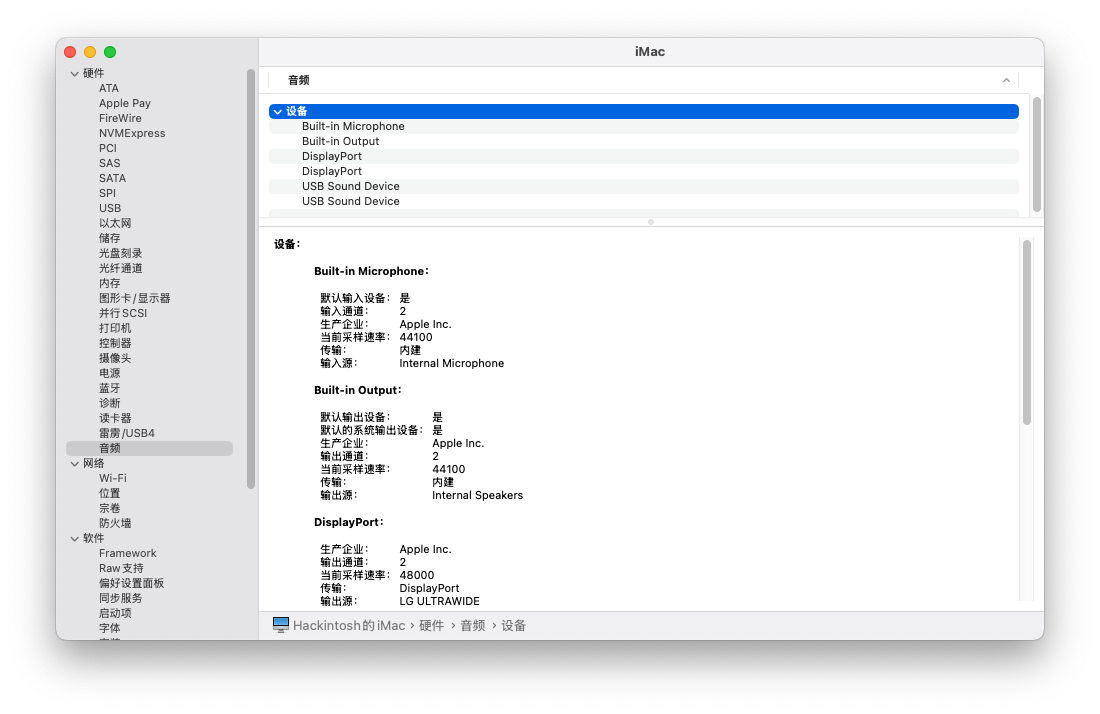 iMac
硬件
ATA
Apple Pay
FireWire
NVMExpress
PCI
SAS
SATA
SPI
USB
以太网
储存
光盘刻录
光纤通道
内存
图形卡/显示器
并行SCSI
打印机
控制器
摄像头
电源
蓝牙
诊断
读卡器
雷雳/USB4
音频
网络
Wi-Fi
位置
宗卷
防火墙
软件
Framework
Raw支持
偏好设置面板
同步服务
启动项
字体
音频
设备
Built-in Microphone
Built-in Output
DisplayPort
DisplayPort
USB Sound Device
USB Sound Device
设备:
Built-in Microphone:
默认输入设备: 是
输入通道: 2
生产企业: Apple Inc.
当前采样速率: 44100
传输: 内建
输入源: Internal Microphone
Built-in Output:
默认输出设备: 是
默认的系统输出设备: 是
生产企业: Apple Inc.
输出通道: 2
当前采样速率: 44100
传输: 内建
输出源: Internal Speakers
DisplayPort:
生产企业: Apple Inc.
输出通道: 2
当前采样速率: 48000
传输: DisplayPort
输出源: LG ULTRAWIDE
Hackintosh的iMac › 硬件 › 音频 › 设备